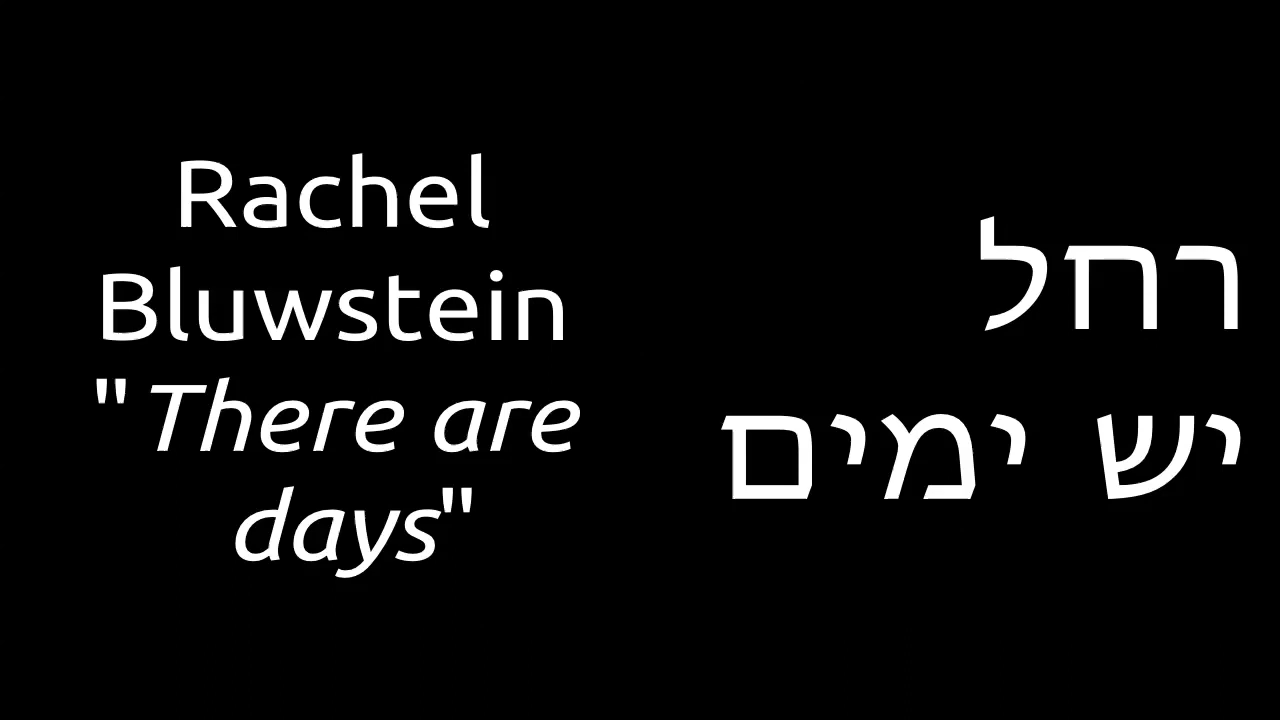 Rachel
Bluwstein
"There are
days"
רחל
יש ימים